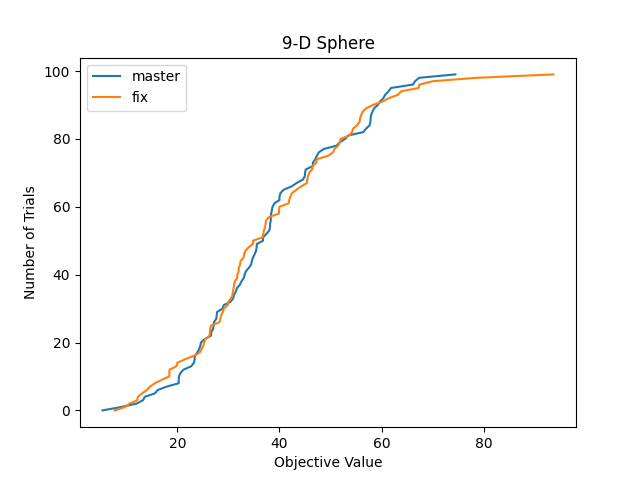 9-D Sphere
master
fix
100
80
60
40
20
0
Number of Trials
20 40 60 80
Objective Value